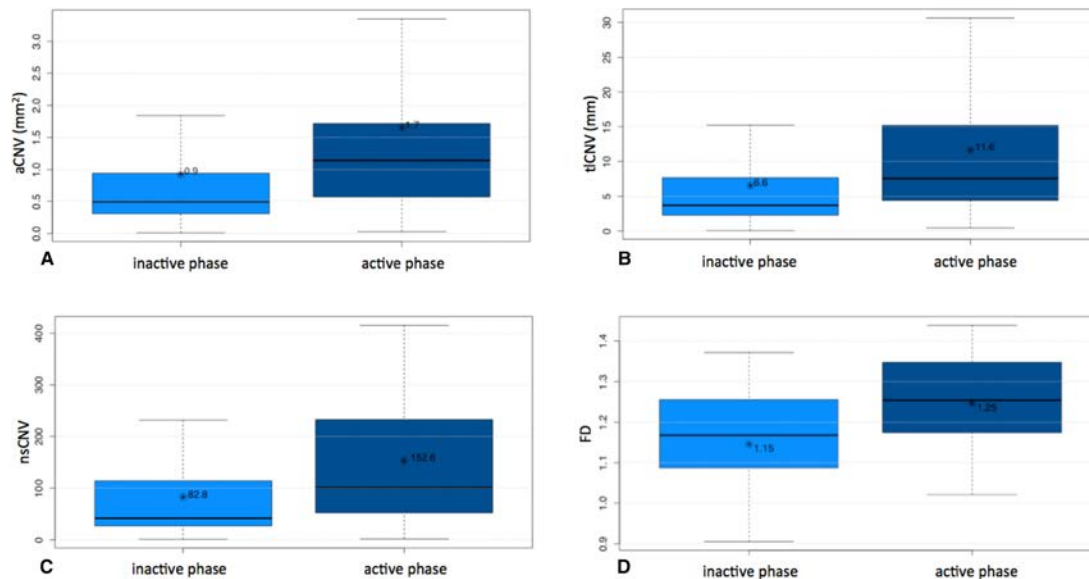 aCNV (mm²)
3.0
2.5
2.0
1.5
1.0
0.5
0.0
0.9
1.7
A
inactive phase
active phase
tlCNV (mm)
30
25
20
15
10
5
0
6.6
11.6
B
inactive phase
active phase
nsCNV
400
300
200
100
0
82.8
152.6
C
inactive phase
active phase
FD
1.4
1.3
1.2
1.1
1.0
0.9
1.15
1.25
D
inactive phase
active phase